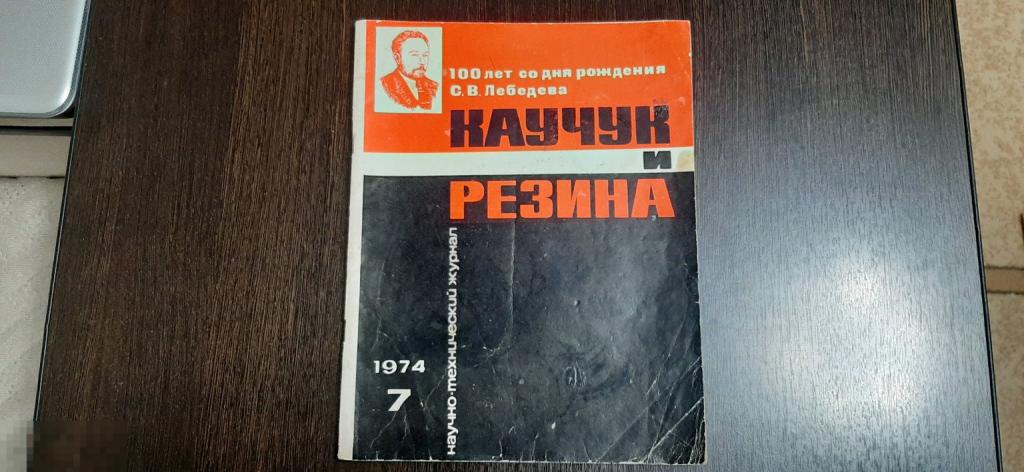 100 лет со дня рождения
С. В. Лебедева
КАУЧУК
и
РЕЗИНА
научно-технический журнал
1974
7